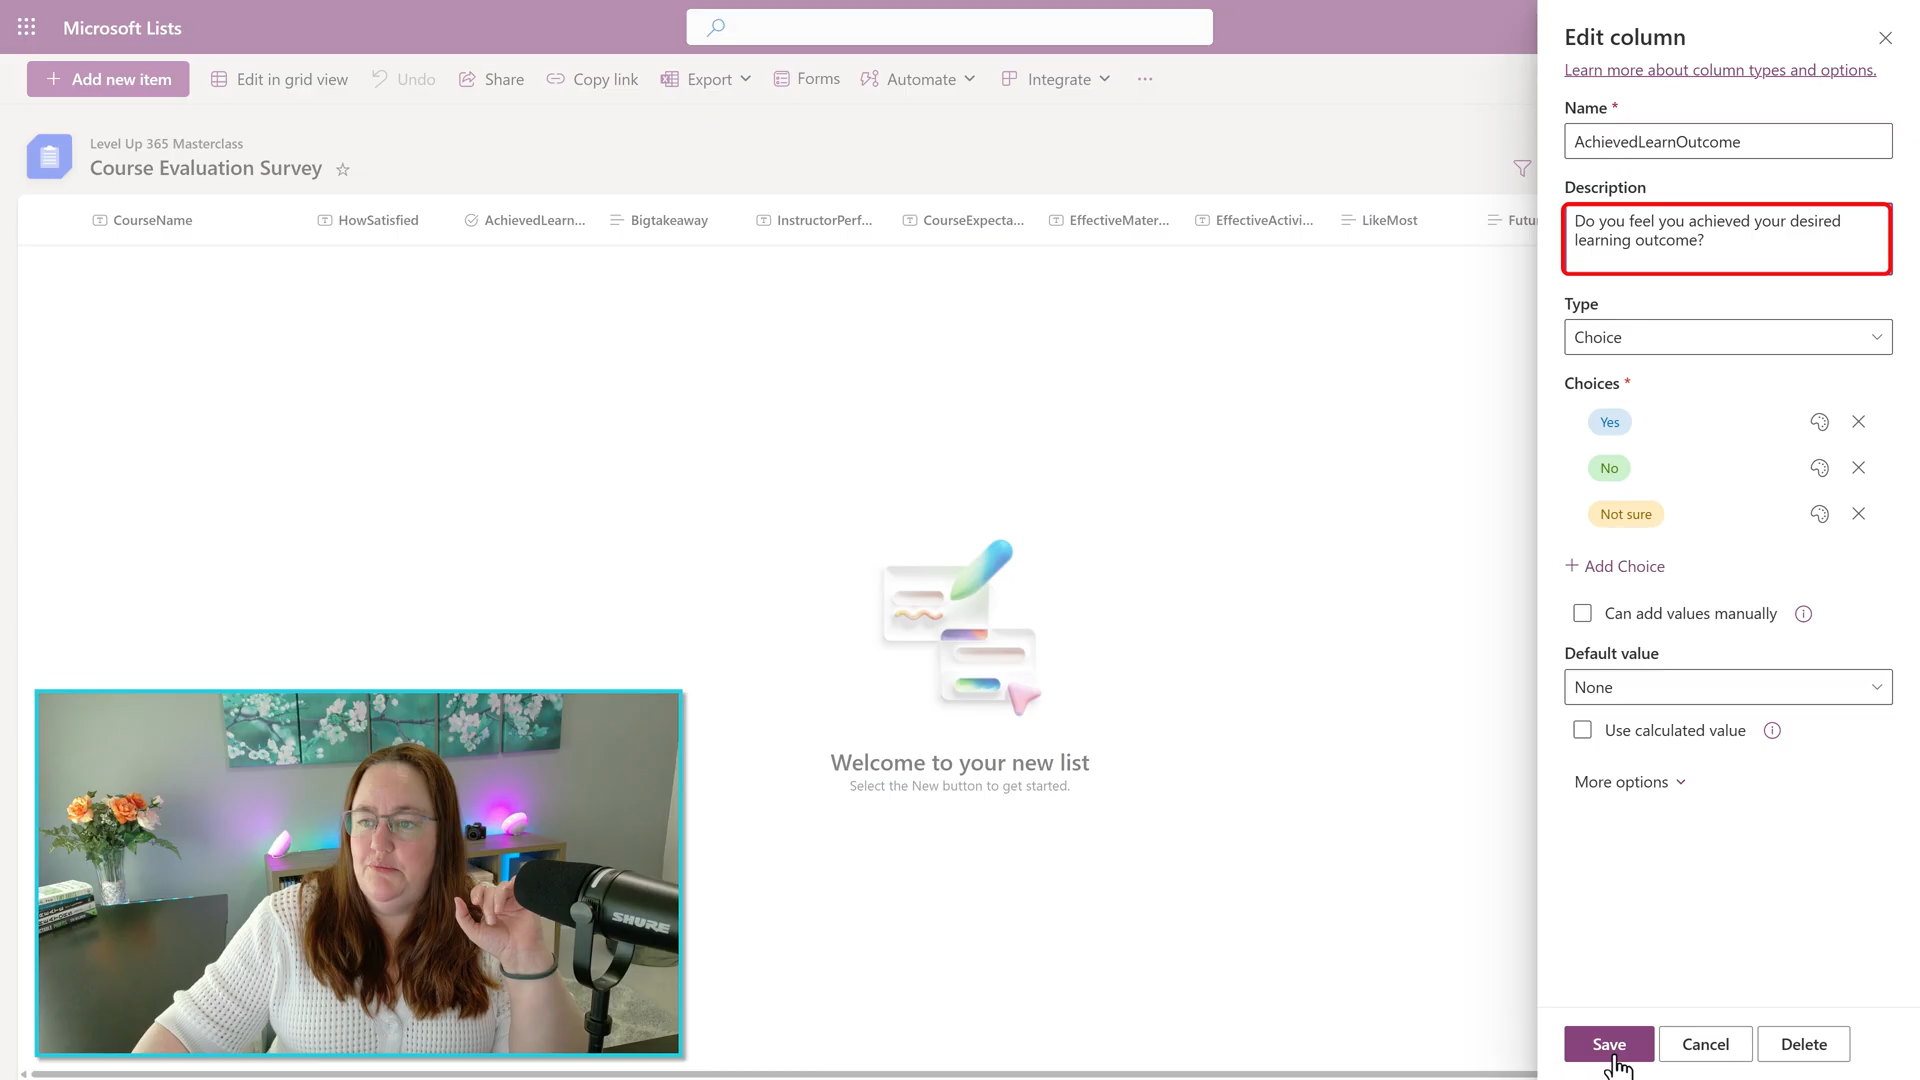 Microsoft Lists
Add new item
Edit in grid view
Undo
Share
Copy link
Export
Forms
Automate
Integrate
Level Up 365 Masterclass
Course Evaluation Survey
CourseName
HowSatisfied
AchievedLearn...
Bigtakeaway
InstructorPerf...
CourseExpecta...
EffectiveMater...
EffectiveActivi...
LikeMost
Futu
Welcome to your new list
Select the New button to get started.
SHURE
Edit column
Learn more about column types and options.
Name *
AchievedLearnOutcome
Description
Do you feel you achieved your desired
learning outcome?
Type
Choice
Choices *
Yes
No
Not sure
+ Add Choice
Can add values manually
Default value
None
Use calculated value
More options
Save
Cancel
Delete